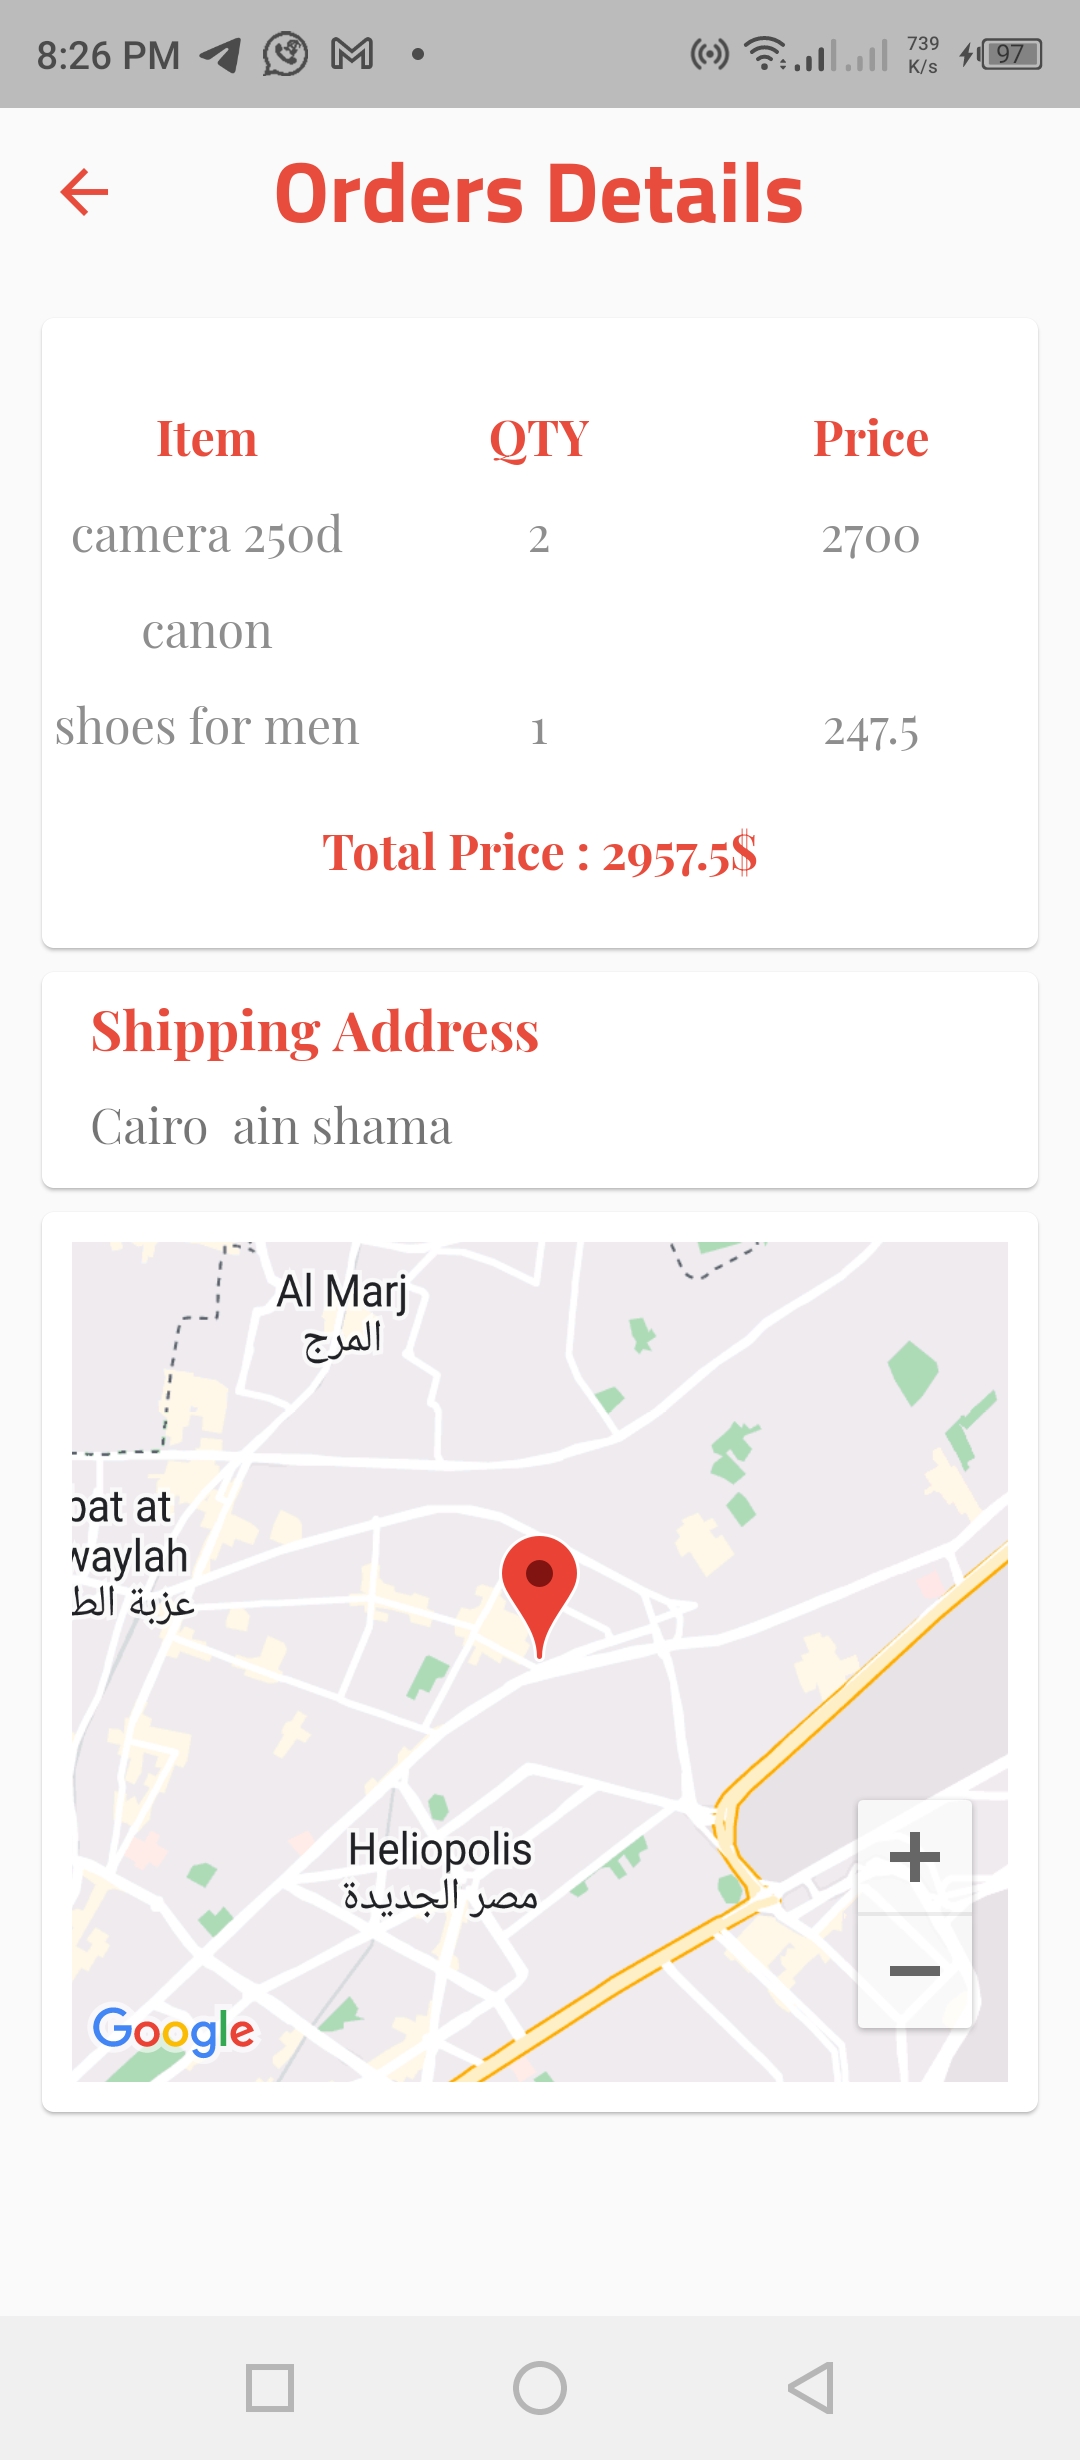 8:26 PM
739
K/s
97
Orders Details
Item QTY Price
camera 250d 2 2700
canon
shoes for men 1 247.5
Total Price : 2957.5$
Shipping Address
Cairo  ain shama
Al Marj
المرج
bat at
waylah
عزبة الط
Heliopolis
مصر الجديدة
Google